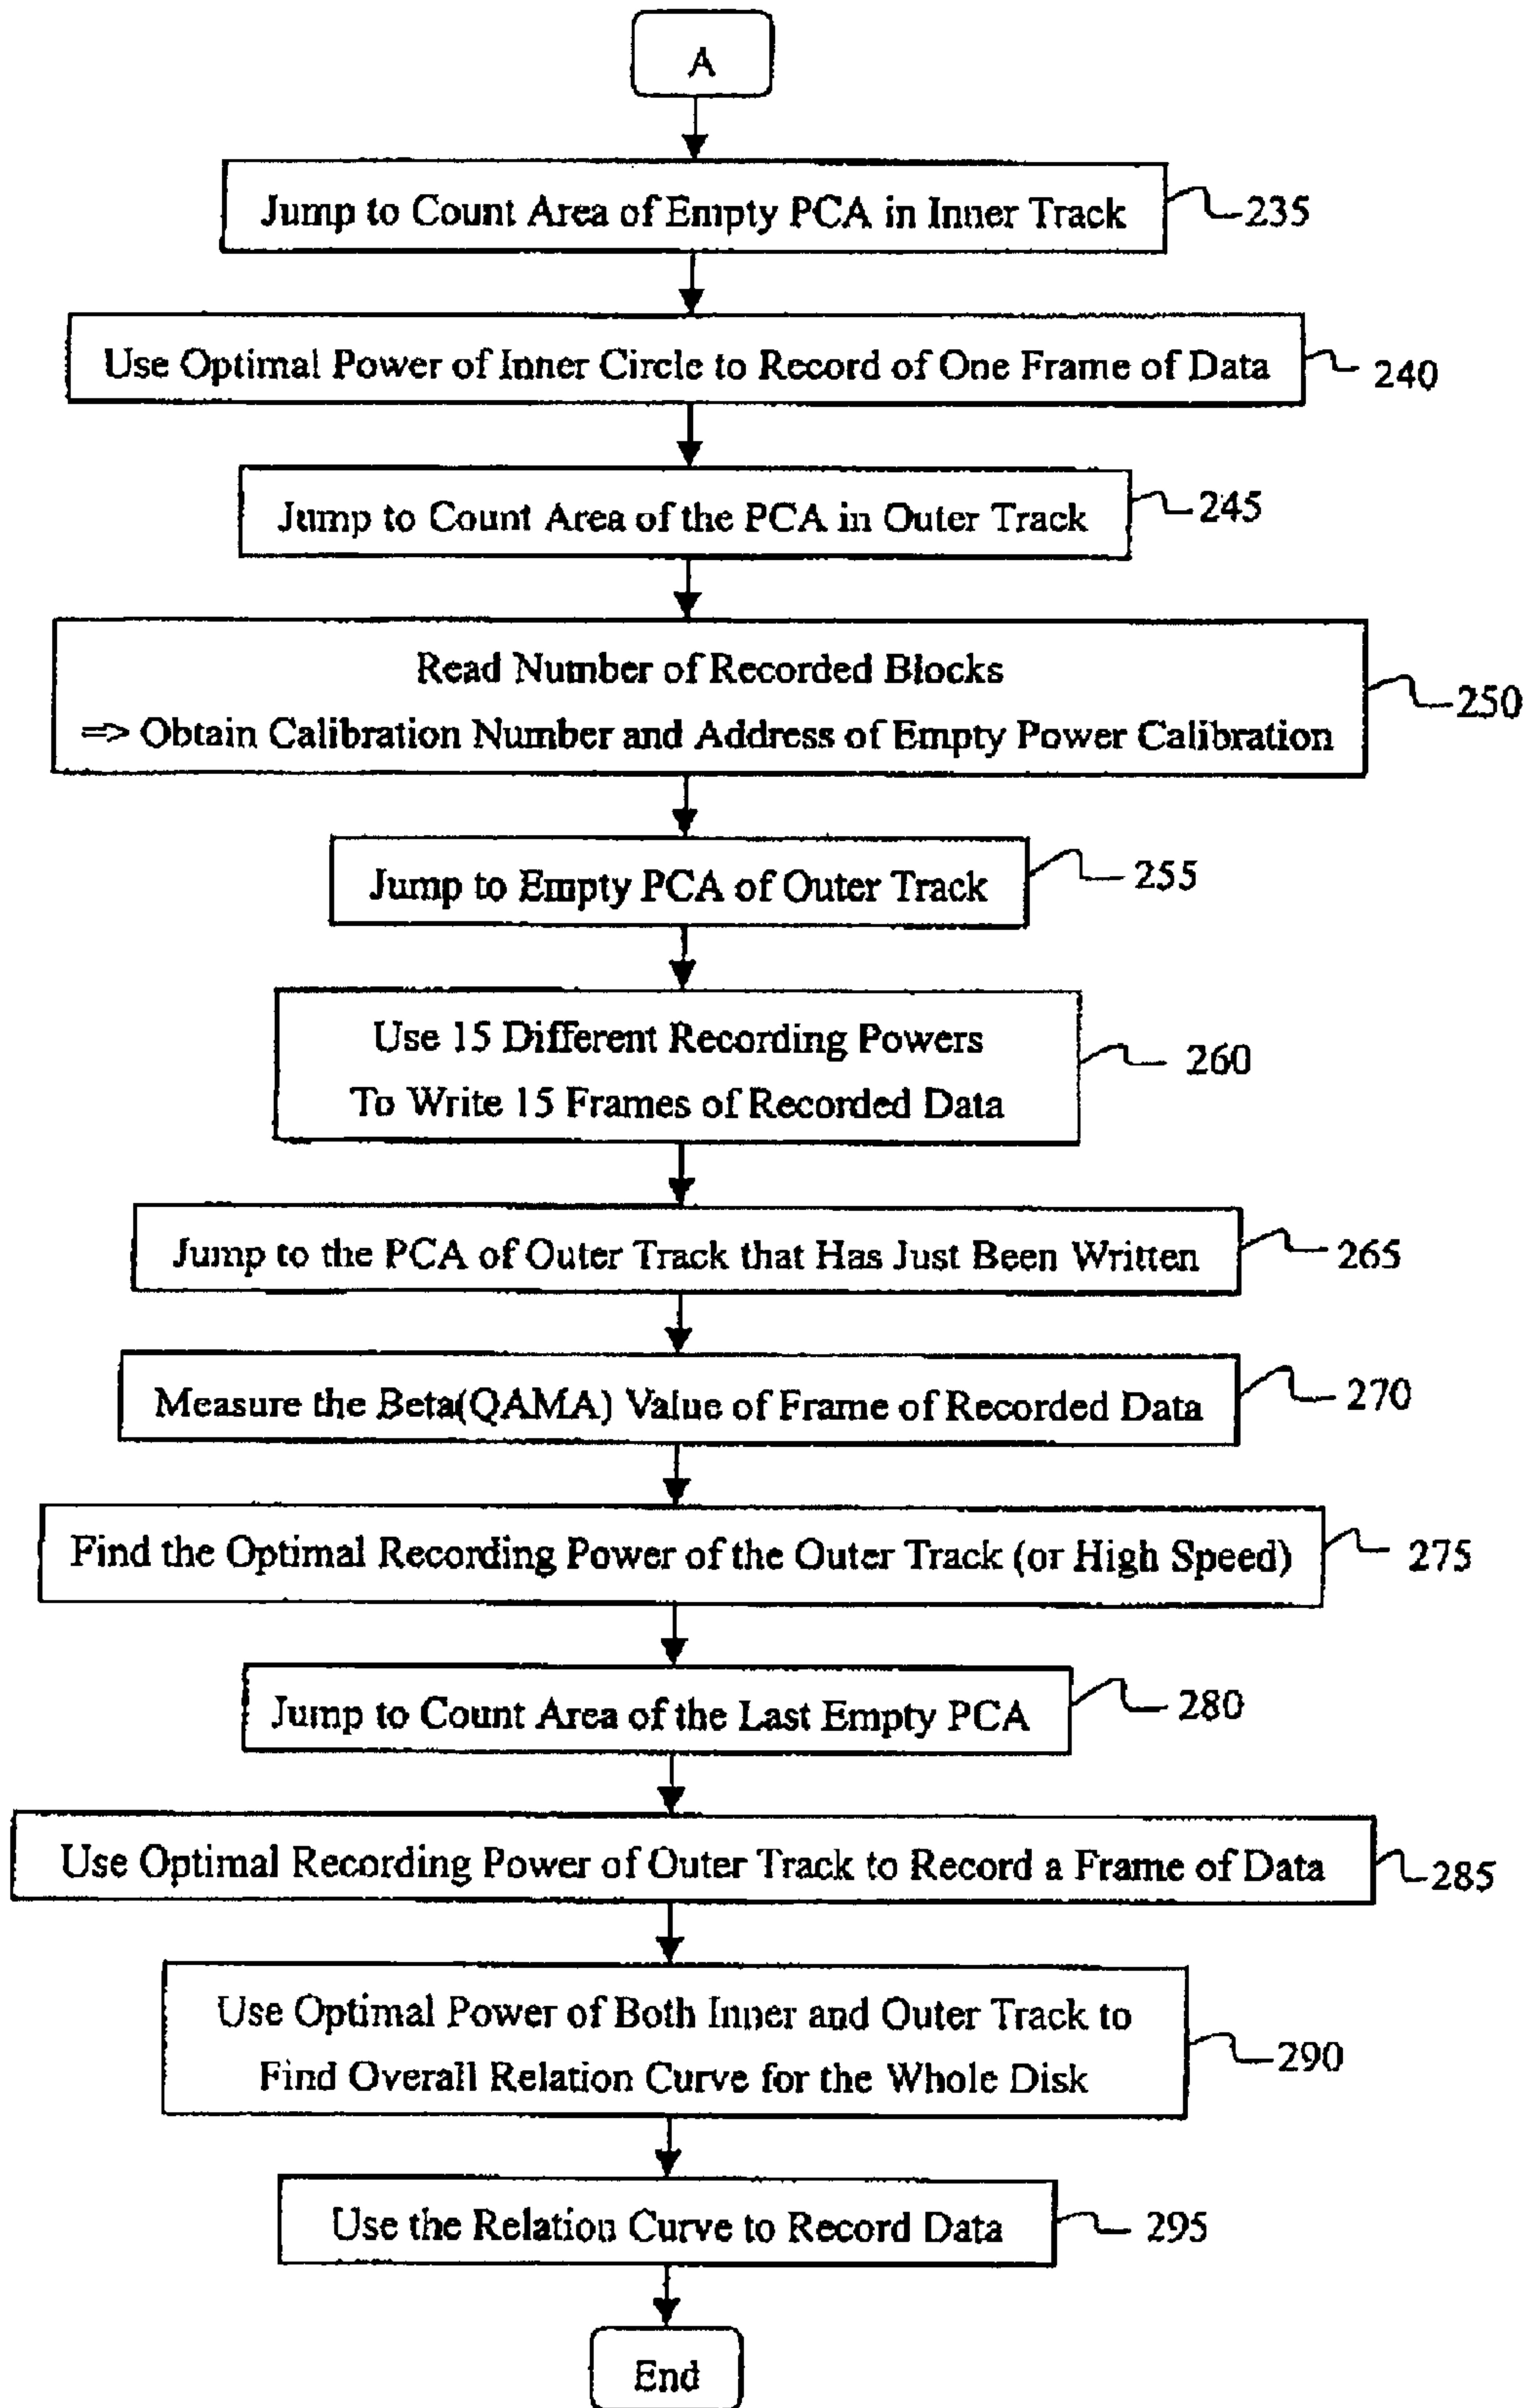 A
Jump to Count Area of Empty PCA in Inner Track
235
Use Optimal Power of Inner Circle to Record of One Frame of Data
240
Jump to Count Area of the PCA in Outer Track
245
Read Number of Recorded Blocks
=> Obtain Calibration Number and Address of Empty Power Calibration
250
Jump to Empty PCA of Outer Track
255
Use 15 Different Recording Powers
To Write 15 Frames of Recorded Data
260
Jump to the PCA of Outer Track that Has Just Been Written
265
Measure the Beta(QAMA) Value of Frame of Recorded Data
270
Find the Optimal Recording Power of the Outer Track (or High Speed)
275
Jump to Count Area of the Last Empty PCA
280
Use Optimal Recording Power of Outer Track to Record a Frame of Data
285
Use Optimal Power of Both Inner and Outer Track to
Find Overall Relation Curve for the Whole Disk
290
Use the Relation Curve to Record Data
295
End